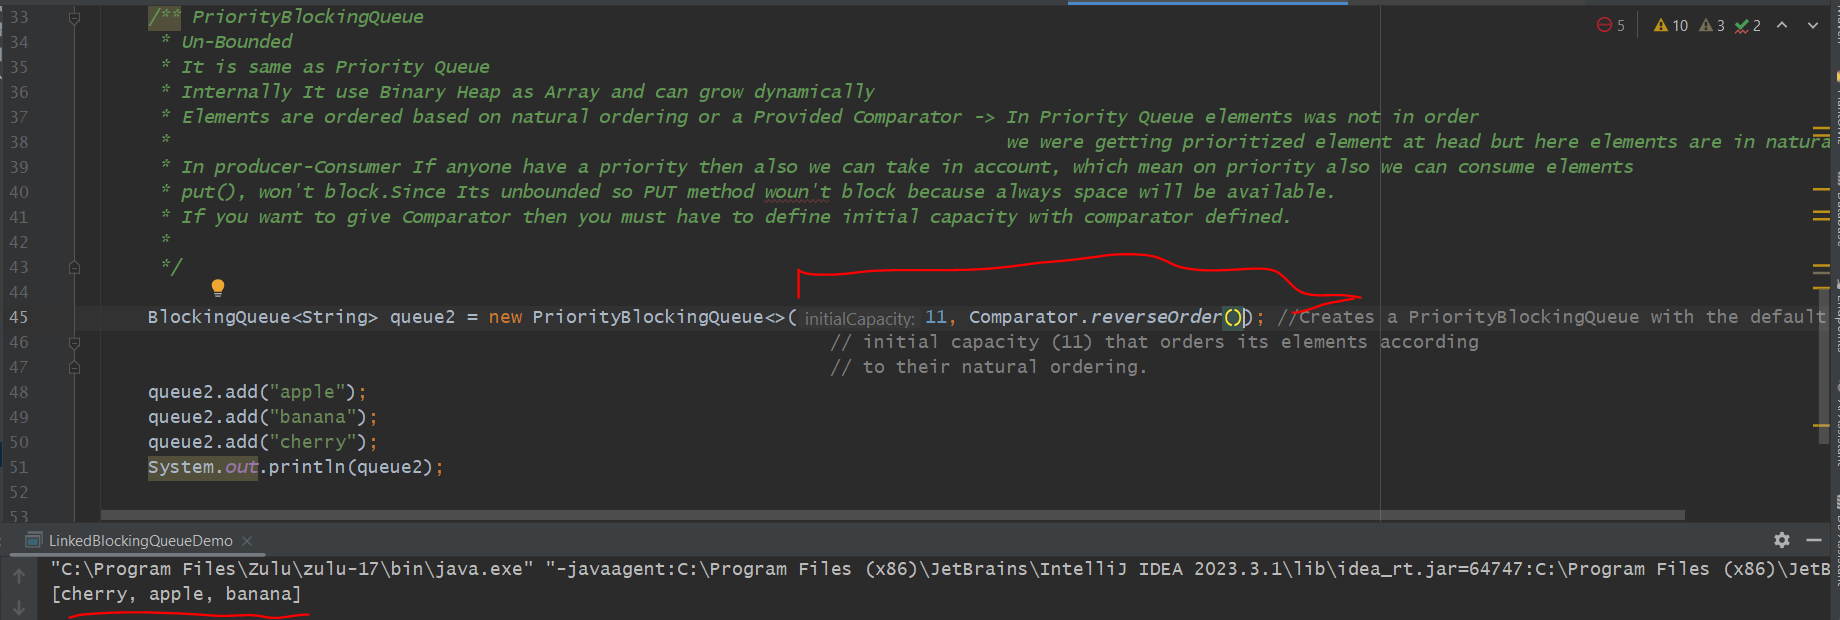 33 /** PriorityBlockingQueue
5 10 3 2
34 * Un-Bounded
35 * It is same as Priority Queue
36 * Internally It use Binary Heap as Array and can grow dynamically
37 * Elements are ordered based on natural ordering or a Provided Comparator -> In Priority Queue elements was not in order
38 * we were getting prioritized element at head but here elements are in natura
39 * In producer-Consumer If anyone have a priority then also we can take in account, which mean on priority also we can consume elements
40 * put(), won't block.Since Its unbounded so PUT method woun't block because always space will be available.
41 * If you want to give Comparator then you must have to define initial capacity with comparator defined.
42 *
43 */
44
45 BlockingQueue<String> queue2 = new PriorityBlockingQueue<>( initialCapacity: 11, Comparator.reverseOrder()); //Creates a PriorityBlockingQueue with the default
46 // initial capacity (11) that orders its elements according
47 // to their natural ordering.
48 queue2.add("apple");
49 queue2.add("banana");
50 queue2.add("cherry");
51 System.out.println(queue2);
52
53
LinkedBlockingQueueDemo
"C:\Program Files\Zulu\zulu-17\bin\java.exe" "-javaagent:C:\Program Files (x86)\JetBrains\IntelliJ IDEA 2023.3.1\lib\idea_rt.jar=64747:C:\Program Files (x86)\JetB
[cherry, apple, banana]